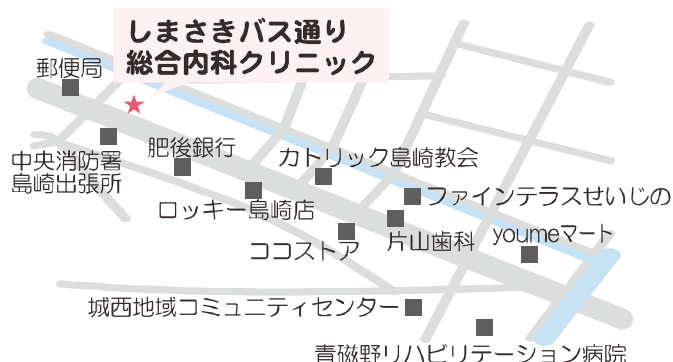 しまさきバス通り
総合内科クリニック
郵便局
中央消防署
島崎出張所
肥後銀行
カトリック島崎教会
ロッキー島崎店
ファインテラスせいじの
ココストア
片山歯科
youmeマート
城西地域コミュニティセンター
青磁野リハビリテーション病院